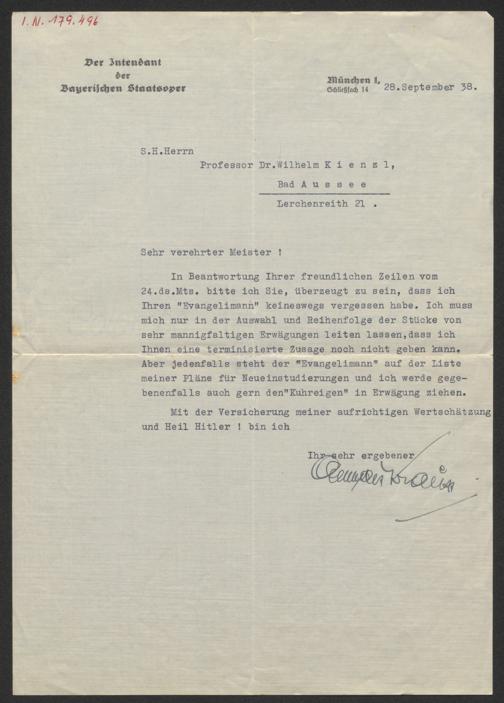 I.N. 179.496
Der Intendant
der
Bayerischen Staatsoper
München 1,
Schließfach 14
28.September 38.
S.H.Herrn
Professor Dr.Wilhelm K i e n z l,
Bad A u s s e e
Lerchenreith 21 .
Sehr verehrter Meister !
In Beantwortung Ihrer freundlichen Zeilen vom
24.ds.Mts. bitte ich Sie, überzeugt zu sein, dass ich
Ihren "Evangelimann" keineswegs vergessen habe. Ich muss
mich nur in der Auswahl und Reihenfolge der Stücke von
sehr mannigfaltigen Erwägungen leiten lassen,dass ich
Ihnen eine terminisierte Zusage noch nicht geben kann.
Aber jedenfalls steht der "Evangelimann" auf der Liste
meiner Pläne für Neueinstudierungen und ich werde gege-
benenfalls auch gern den"Kuhreigen" in Erwägung ziehen.
Mit der Versicherung meiner aufrichtigen Wertschätzung
und Heil Hitler ! bin ich
Ihr sehr ergebener
Clemens Krauss